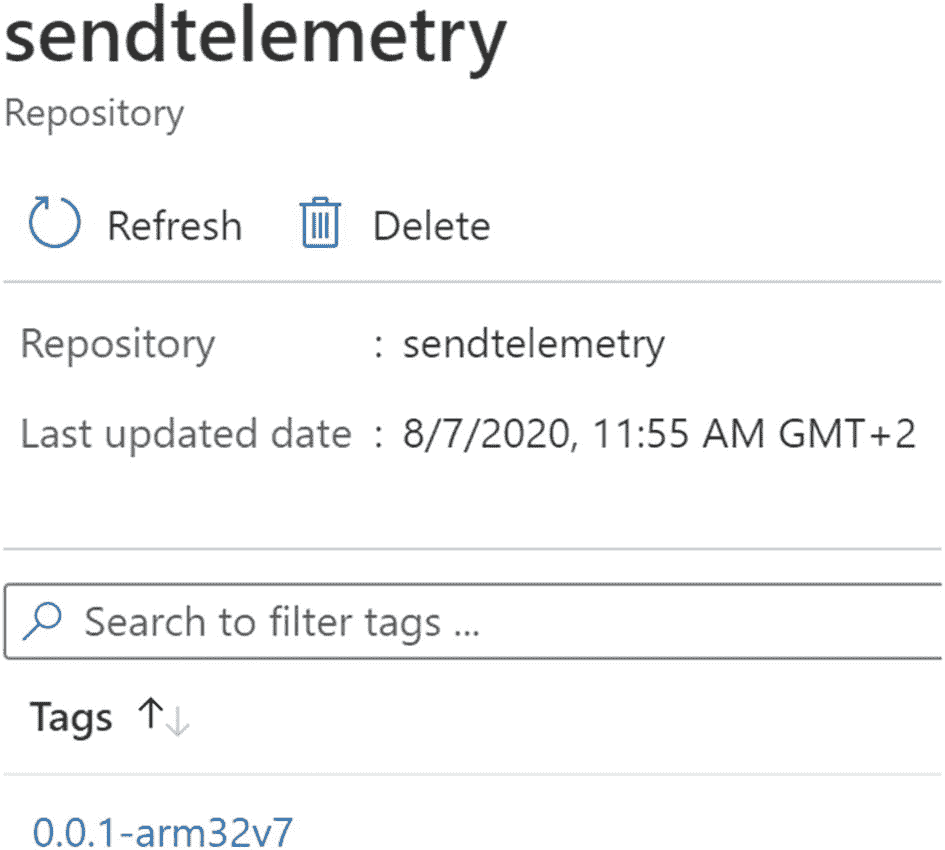 sendtelemetry
Repository
Refresh Delete
Repository : sendtelemetry
Last updated date : 8/7/2020, 11:55 AM GMT+2
Search to filter tags ...
Tags ↑↓
0.0.1-arm32v7